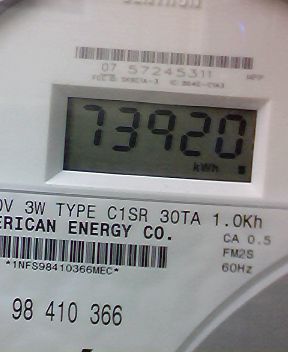 07 57245311
73920
kWh
V 3W TYPE C1SR 30TA 1.0Kh
ERICAN ENERGY CO.
CA 0.5
FM2S
60Hz
*1NFS98410366MEC*
98 410 366